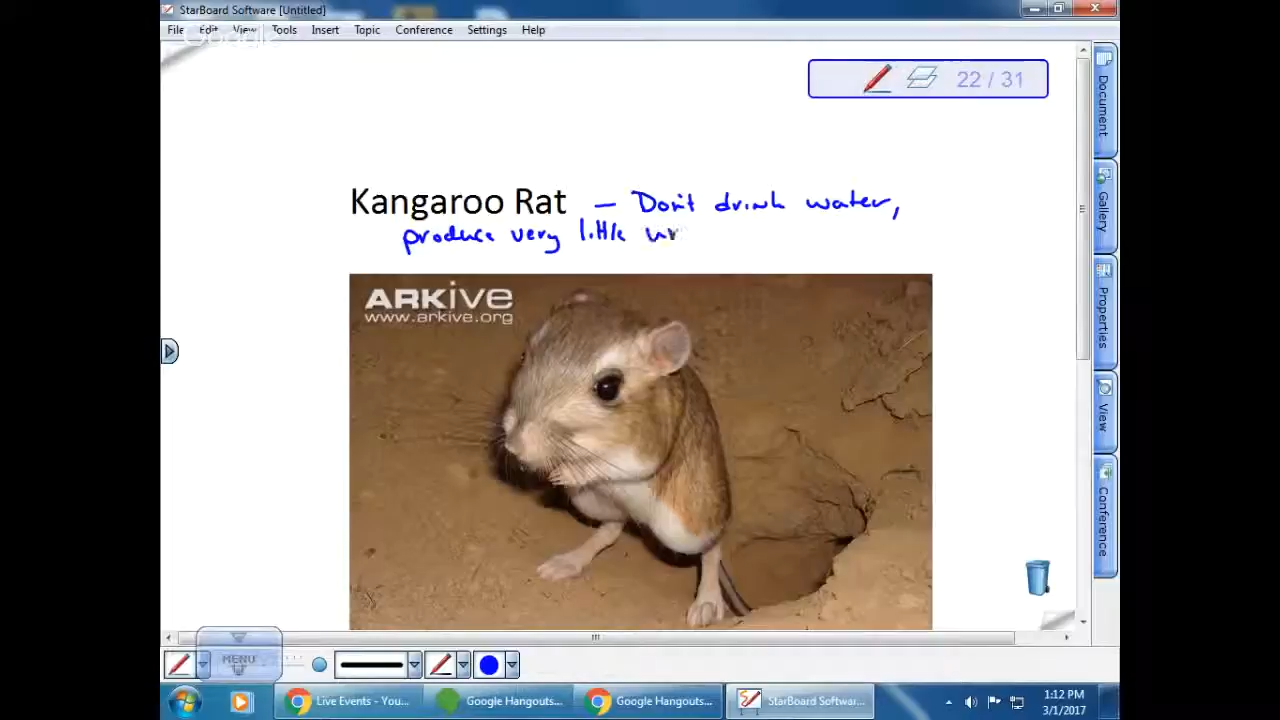 StarBoard Software [Untitled]
File Edit View Tools Insert Topic Conference Settings Help
Google
22 / 31
Document
Gallery
Properties
View
Conference
Kangaroo Rat – Don't drink water,
produce very little ur
ARKive
www.arkive.org
MENU
Live Events - You...
Google Hangouts...
Google Hangouts...
StarBoard Softwar...
1:12 PM
3/1/2017